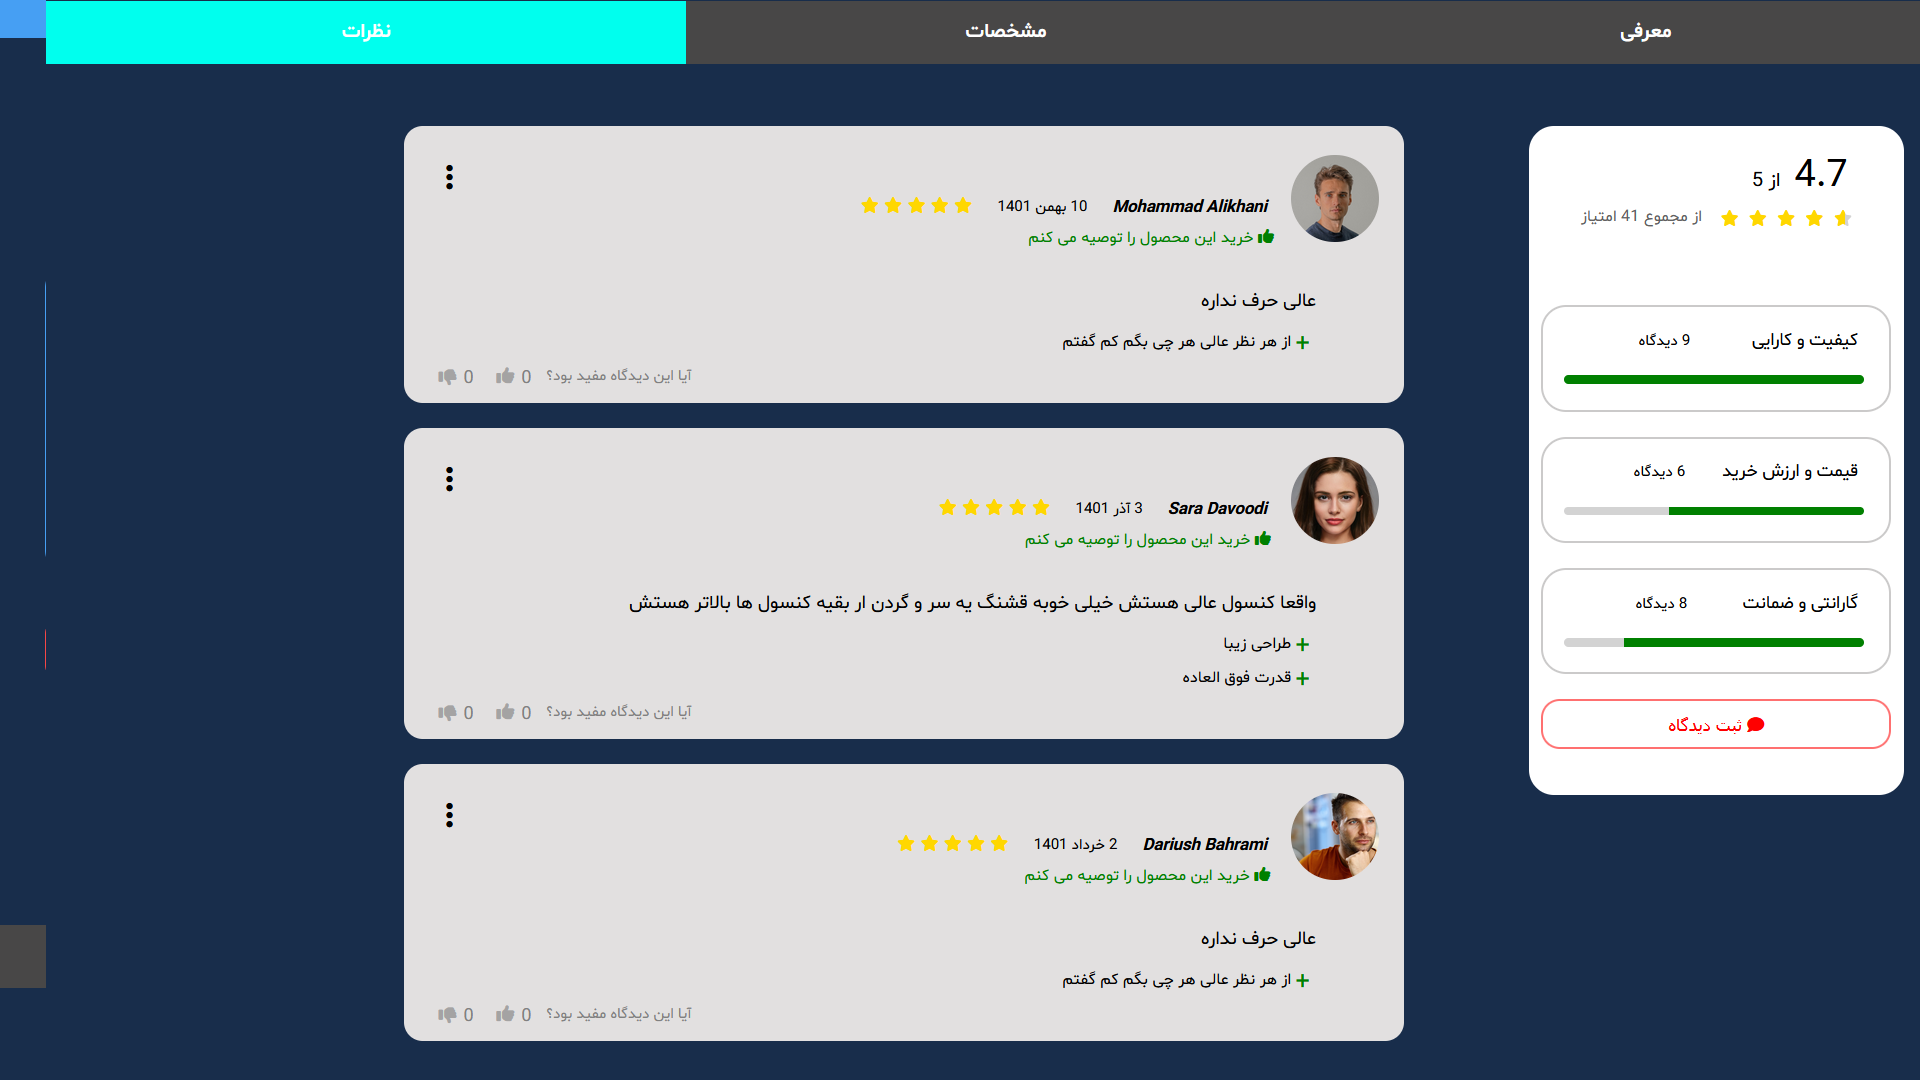 معرفی
مشخصات
نظرات
4.7 از 5
از مجموع 41 امتیاز
کیفیت و کارایی
9 دیدگاه
قیمت و ارزش خرید
6 دیدگاه
گارانتی و ضمانت
8 دیدگاه
ثبت دیدگاه
Mohammad Alikhani
10 بهمن 1401
خرید این محصول را توصیه می کنم
عالی حرف نداره
+ از هر نظر عالی هر چی بگم کم گفتم
آیا این دیدگاه مفید بود؟ 0 0
Sara Davoodi
3 آذر 1401
خرید این محصول را توصیه می کنم
واقعا کنسول عالی هستش خیلی خوبه قشنگ یه سر و گردن ار بقیه کنسول ها بالاتر هستش
+ طراحی زیبا
+ قدرت فوق العاده
آیا این دیدگاه مفید بود؟ 0 0
Dariush Bahrami
2 خرداد 1401
خرید این محصول را توصیه می کنم
عالی حرف نداره
+ از هر نظر عالی هر چی بگم کم گفتم
آیا این دیدگاه مفید بود؟ 0 0